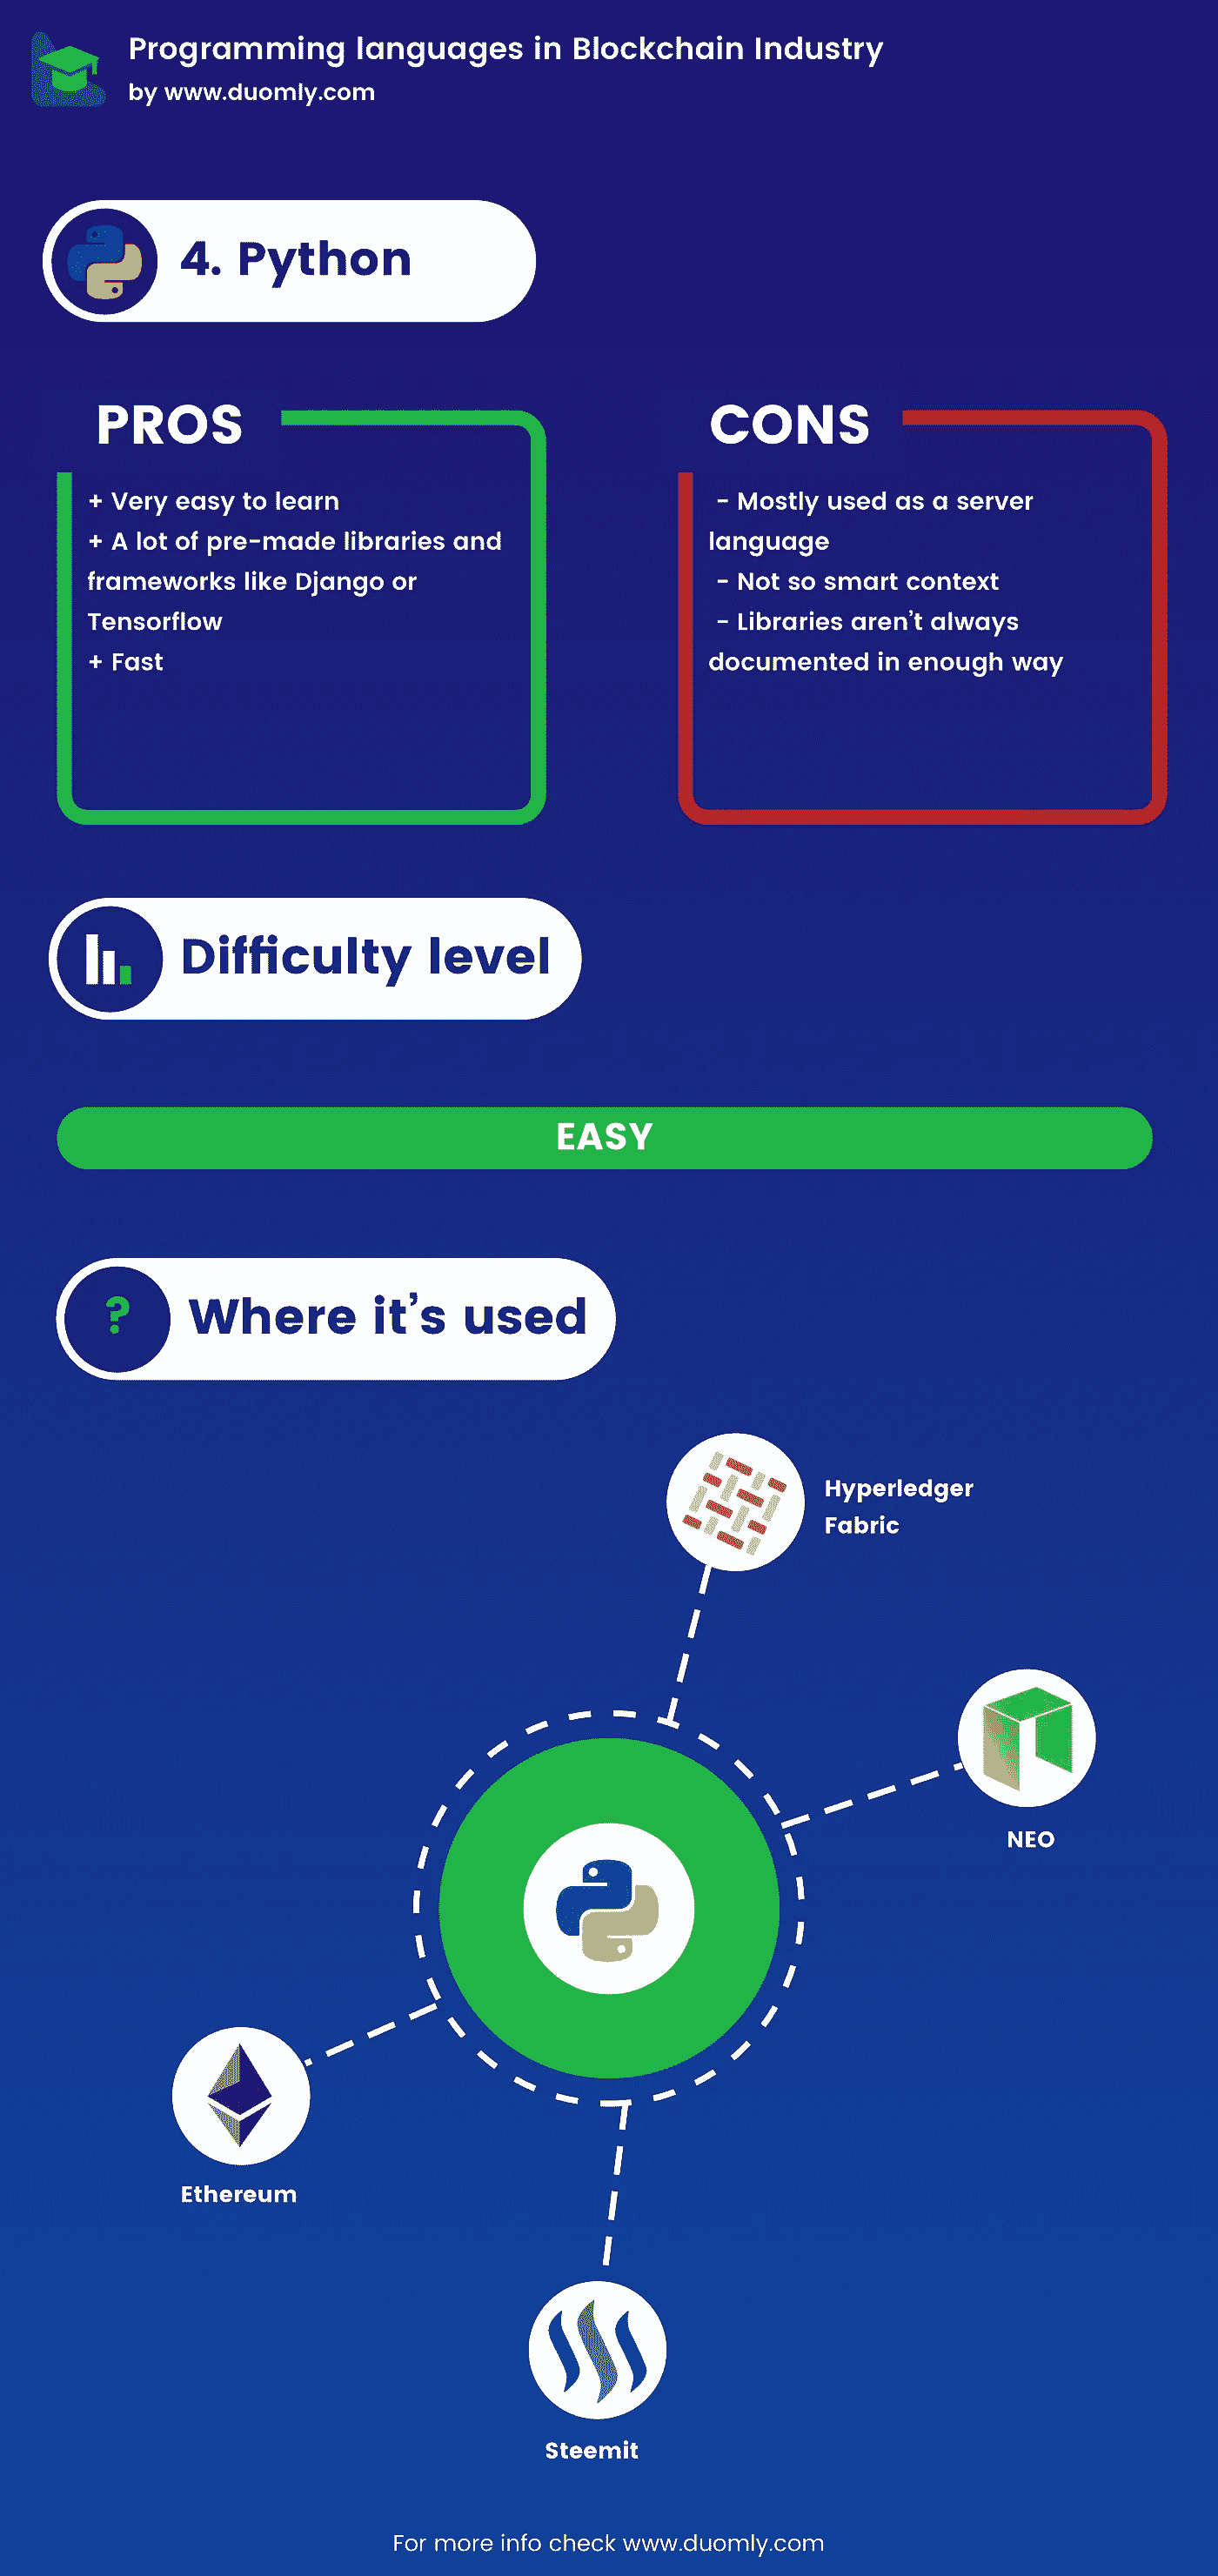 Programming languages in Blockchain Industry
by www.duomly.com
4. Python
PROS
+ Very easy to learn
+ A lot of pre-made libraries and
frameworks like Django or
Tensorflow
+ Fast
CONS
- Mostly used as a server
language
- Not so smart context
- Libraries aren't always
documented in enough way
Difficulty level
EASY
? Where it's used
Hyperledger
Fabric
NEO
Ethereum
Steemit
For more info check www.duomly.com